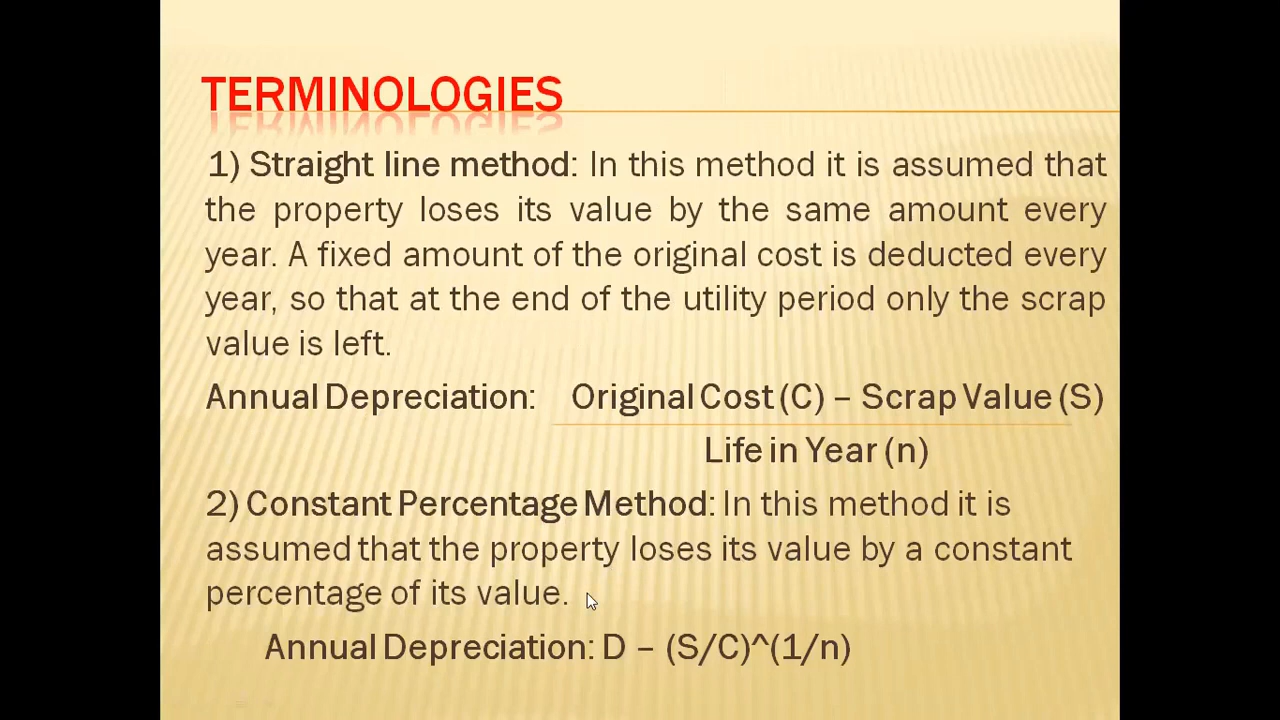 TERMINOLOGIES
1) Straight line method: In this method it is assumed that
the property loses its value by the same amount every
year. A fixed amount of the original cost is deducted every
year, so that at the end of the utility period only the scrap
value is left.
Annual Depreciation: Original Cost (C) – Scrap Value (S)
Life in Year (n)
2) Constant Percentage Method: In this method it is
assumed that the property loses its value by a constant
percentage of its value.
Annual Depreciation: D – (S/C)^(1/n)